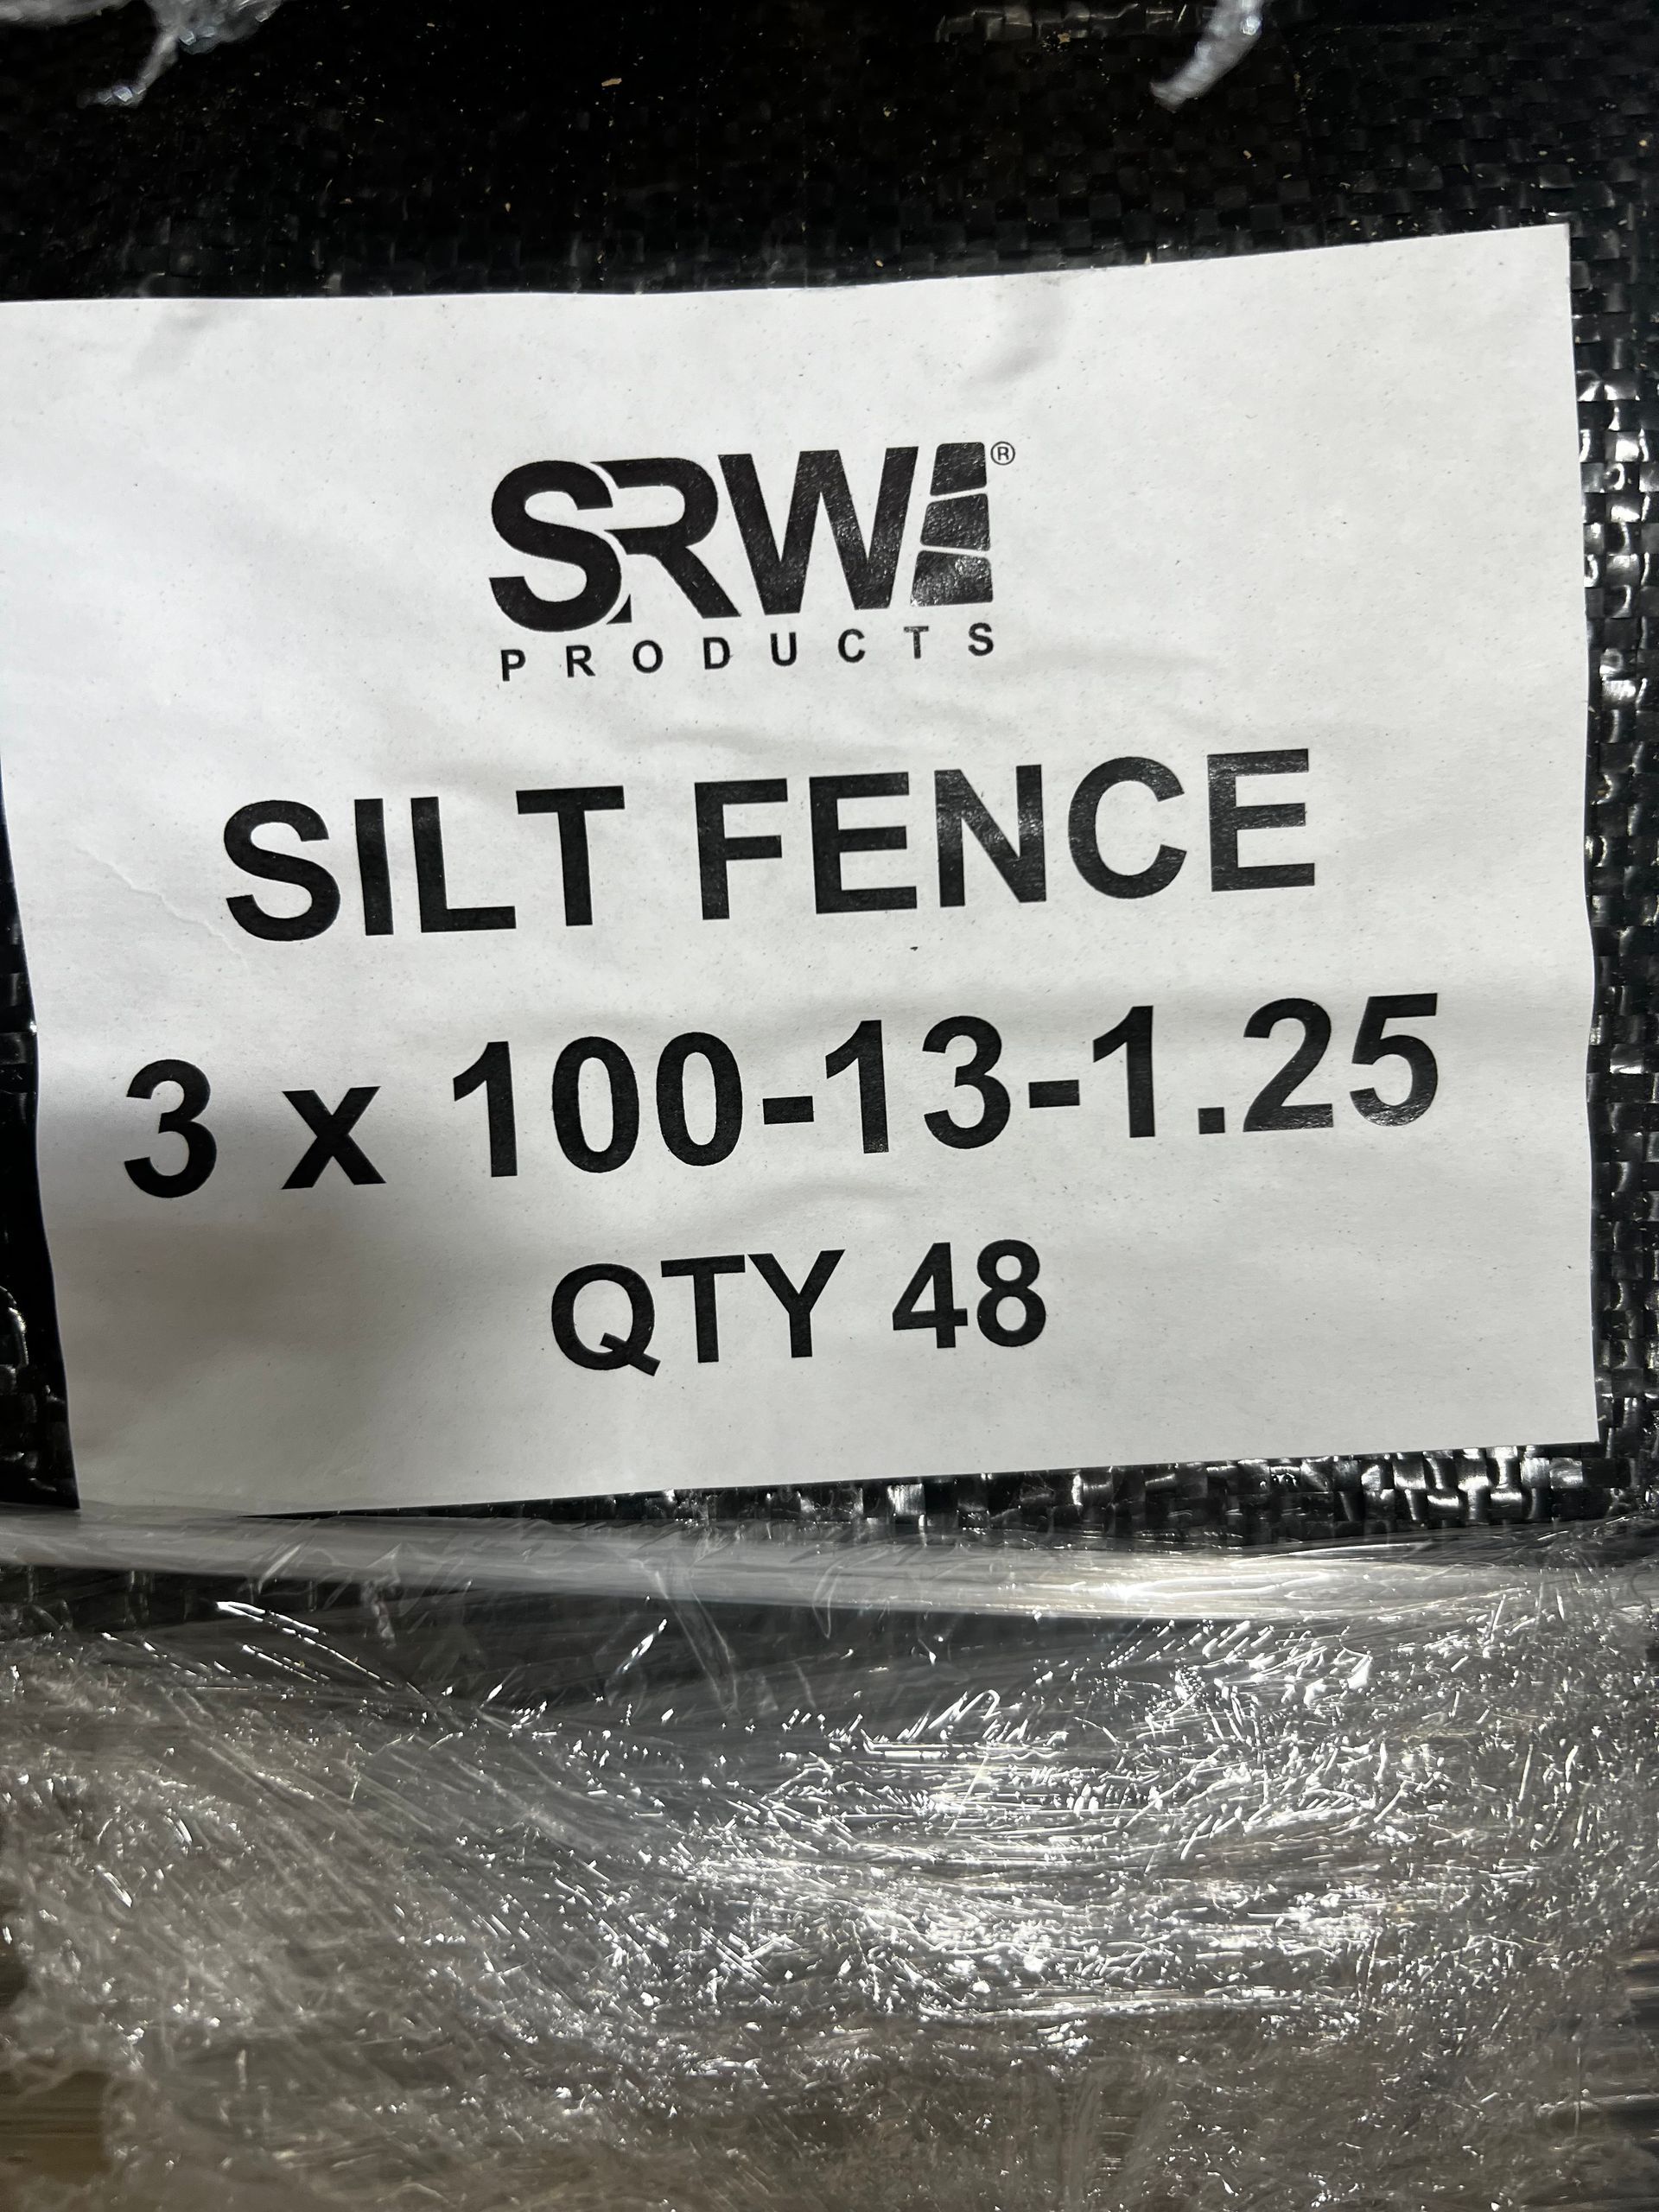 SRW®
PRODUCTS
SILT FENCE
3 x 100-13-1.25
QTY 48